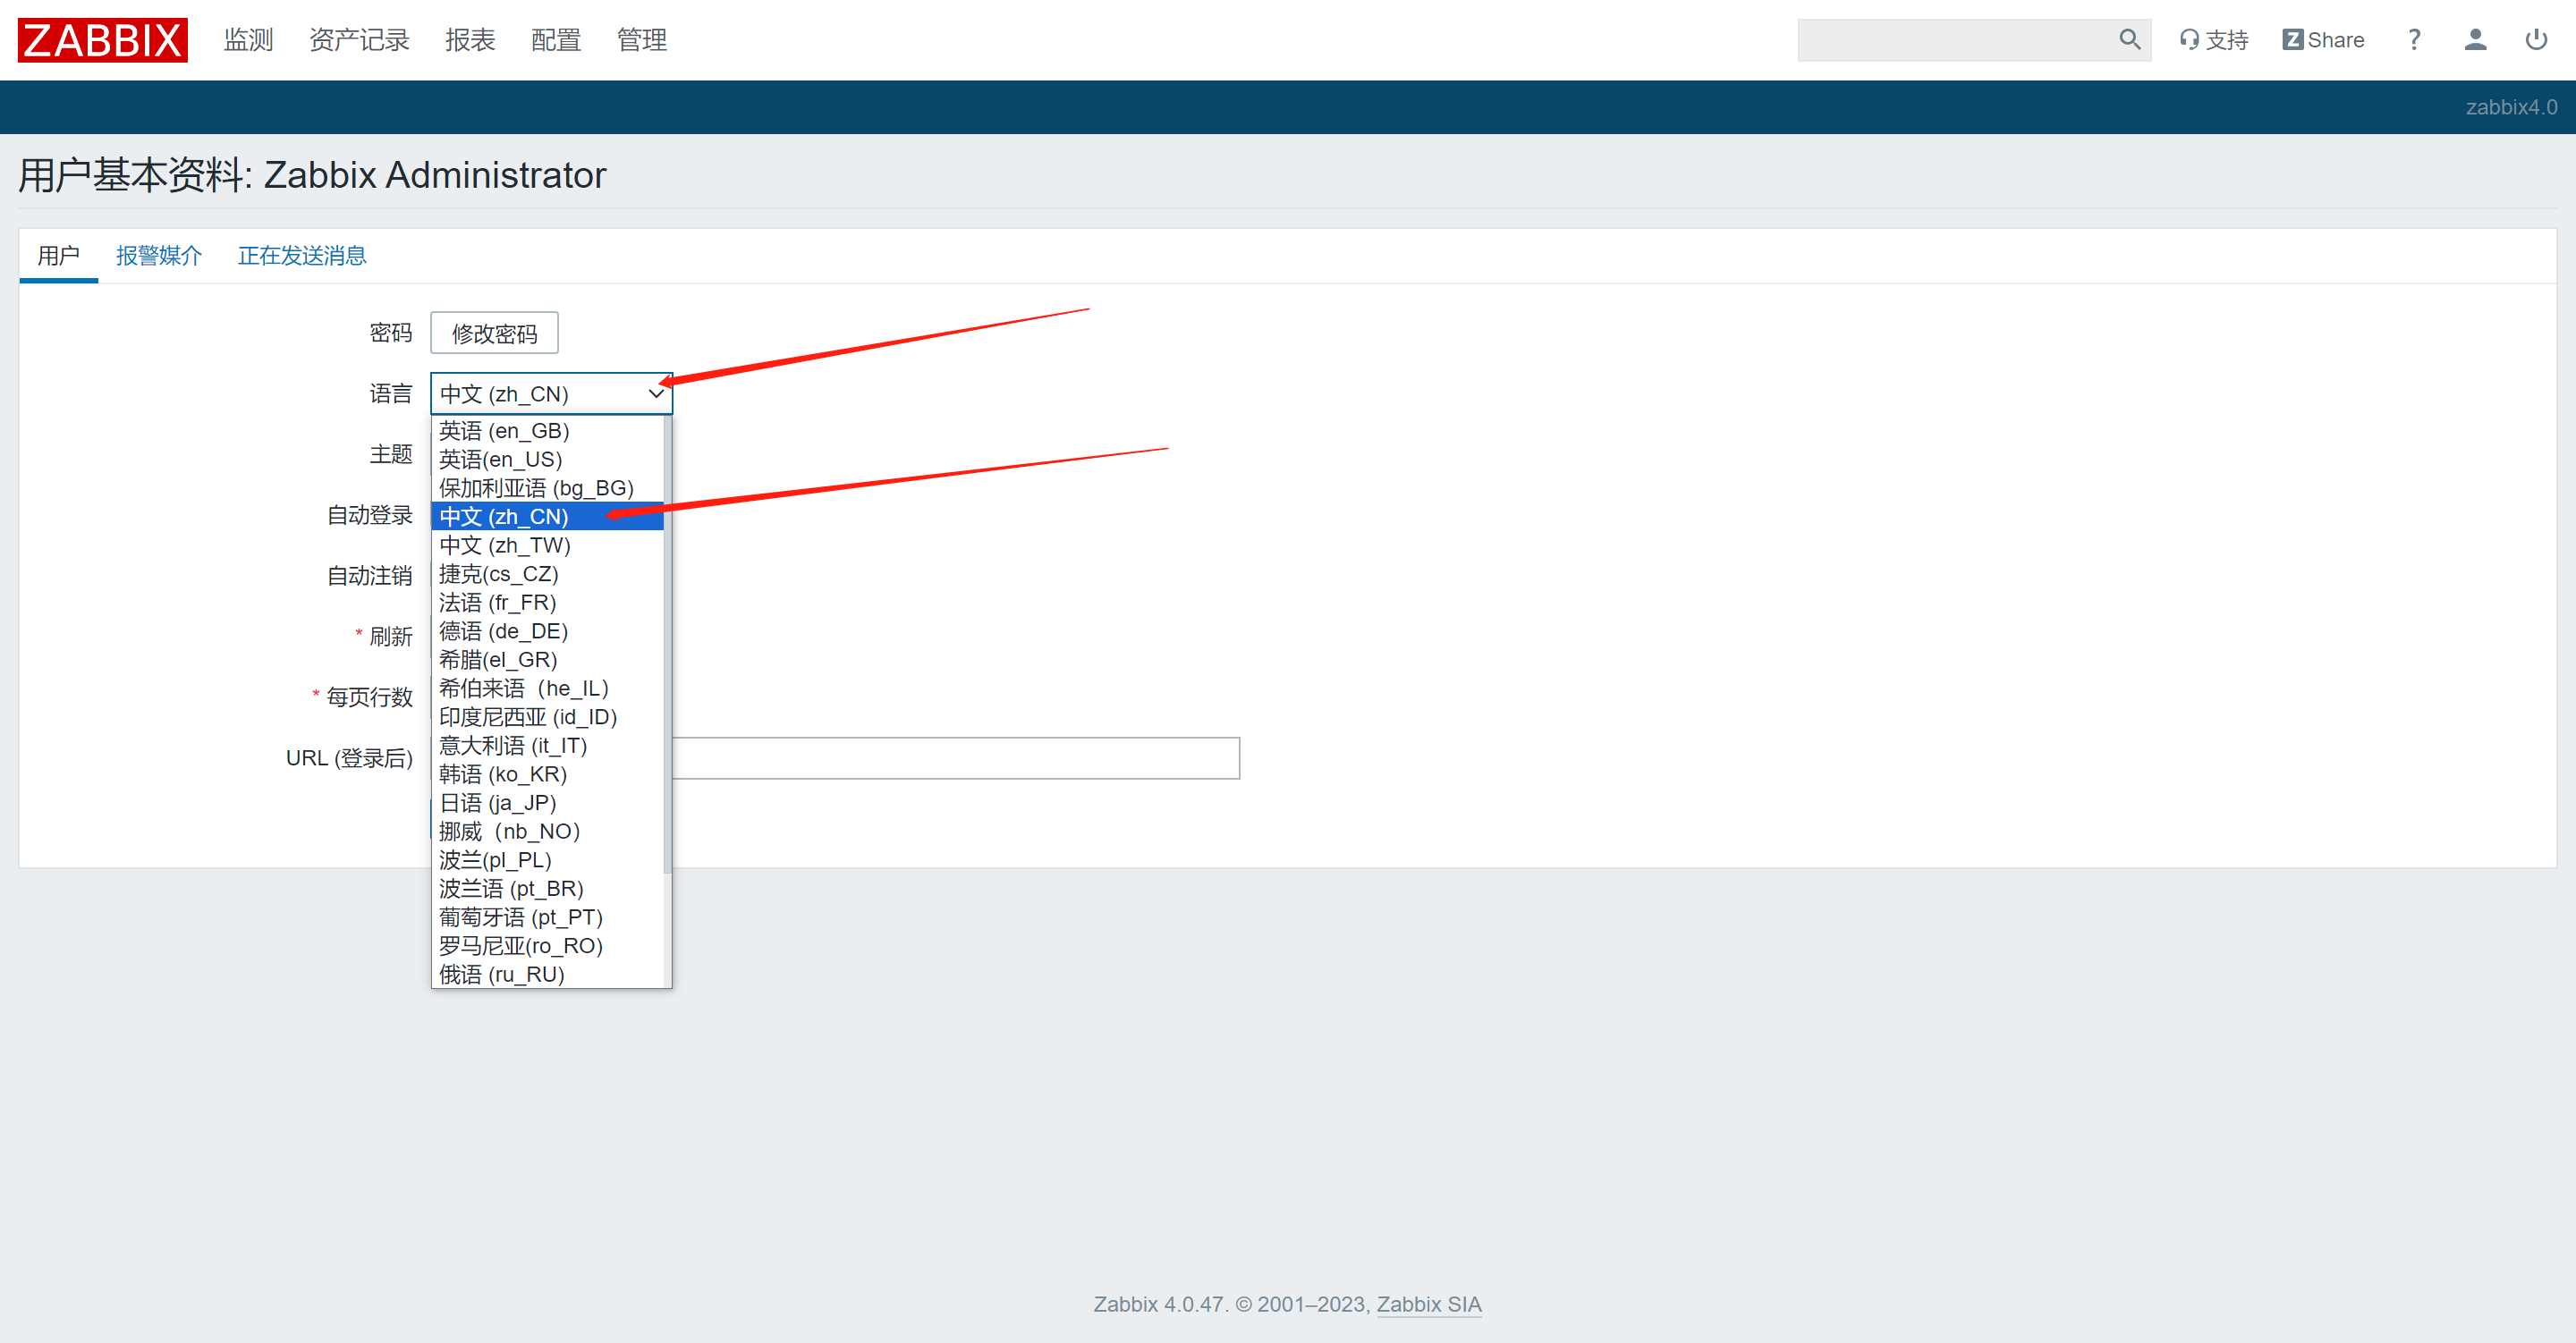 ZABBIX 监测 资产记录 报表 配置 管理 支持 Z Share ?
zabbix4.0
用户基本资料: Zabbix Administrator
用户 报警媒介 正在发送消息
密码 修改密码
语言 中文 (zh_CN)
英语 (en_GB)
主题
英语(en_US)
保加利亚语 (bg_BG)
自动登录 中文 (zh_CN)
中文 (zh_TW)
自动注销 捷克(cs_CZ)
法语 (fr_FR)
* 刷新 德语 (de_DE)
希腊(el_GR)
* 每页行数 希伯来语（he_IL）
印度尼西亚 (id_ID)
URL (登录后) 意大利语 (it_IT)
韩语 (ko_KR)
日语 (ja_JP)
挪威（nb_NO）
波兰(pl_PL)
波兰语 (pt_BR)
葡萄牙语 (pt_PT)
罗马尼亚(ro_RO)
俄语 (ru_RU)
Zabbix 4.0.47. © 2001–2023, Zabbix SIA